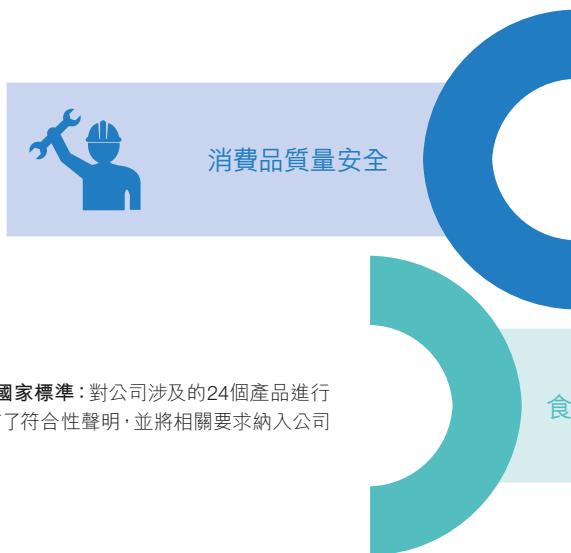 消費品質量安全
國家標準：對公司涉及的24個產品進行
了符合性聲明，並將相關要求納入公司
食